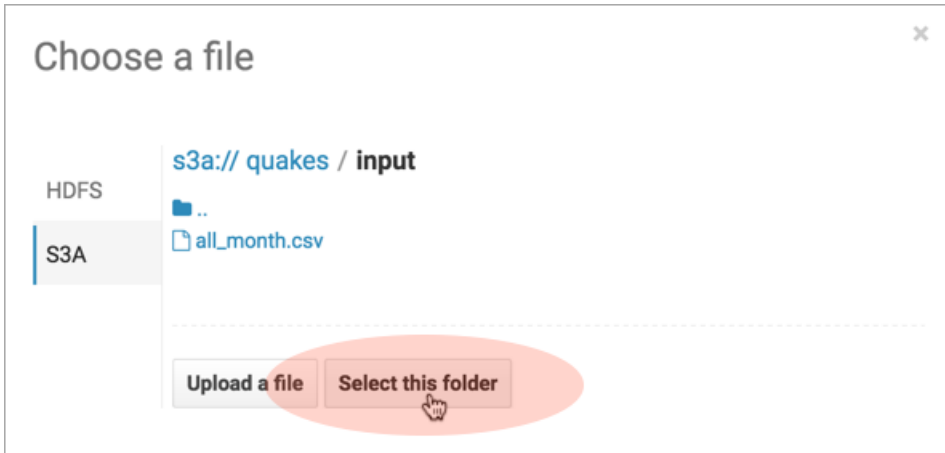 Choose a file
×
s3a:// quakes / input
HDFS
..
all_month.csv
S3A
Upload a file
Select this folder